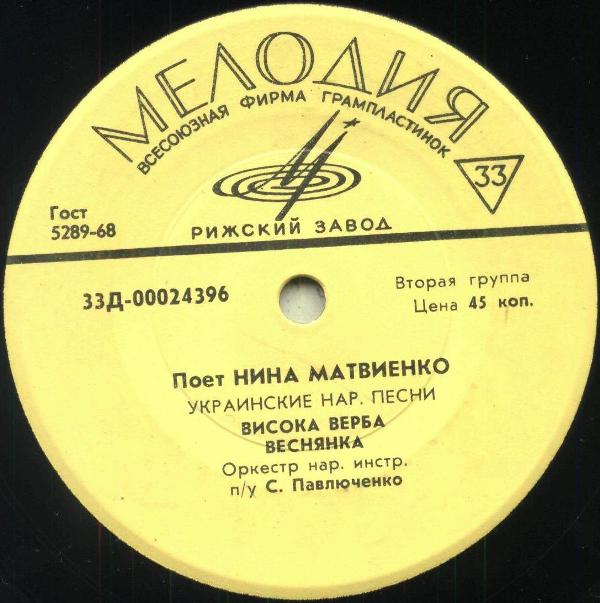 МЕЛОДИЯ
ВСЕСОЮЗНАЯ ФИРМА ГРАМПЛАСТИНОК
33
Гост
5289-68
РИЖСКИЙ ЗАВОД
33Д-00024396
Вторая группа
Цена 45 коп.
Поет НИНА МАТВИЕНКО
УКРАИНСКИЕ НАР. ПЕСНИ
ВИСОКА ВЕРБА
ВЕСНЯНКА
Оркестр нар. инстр.
п/у С. Павлюченко